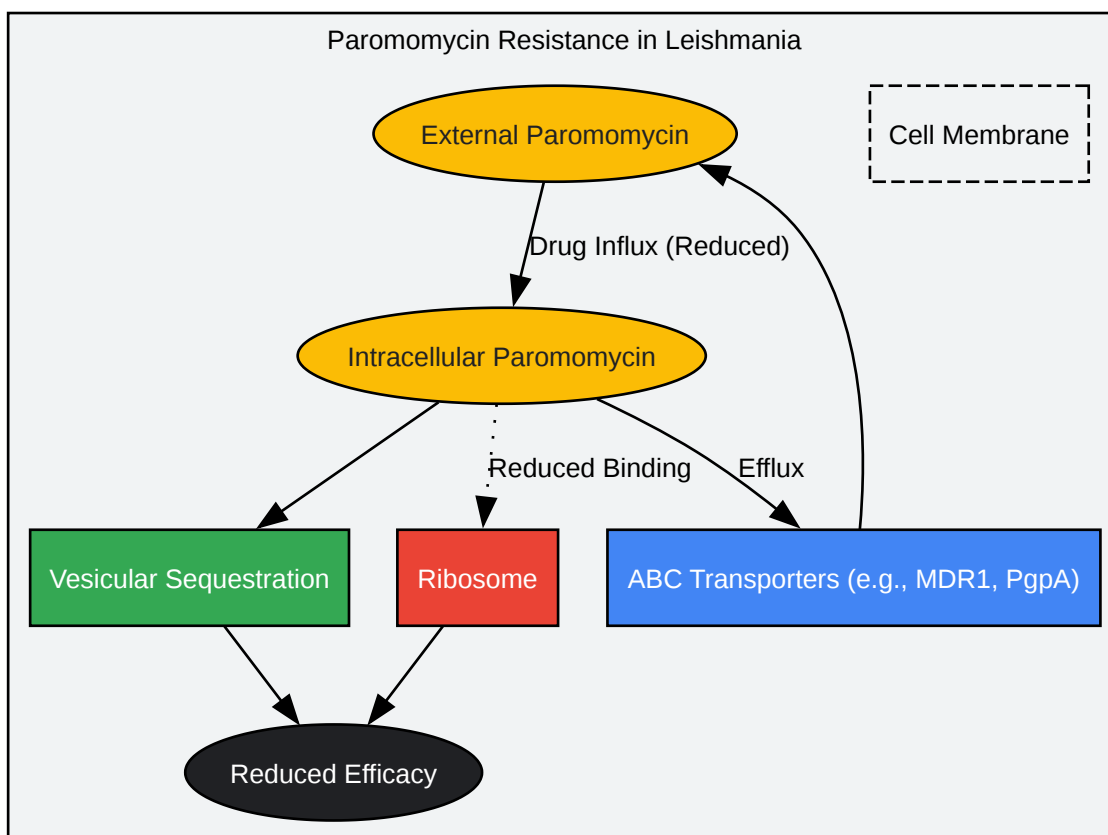 Paromomycin Resistance in Leishmania
External Paromomycin
Cell Membrane
Drug Influx (Reduced)
Intracellular Paromomycin
Reduced Binding
Efflux
Vesicular Sequestration
Ribosome
ABC Transporters (e.g., MDR1, PgpA)
Reduced Efficacy